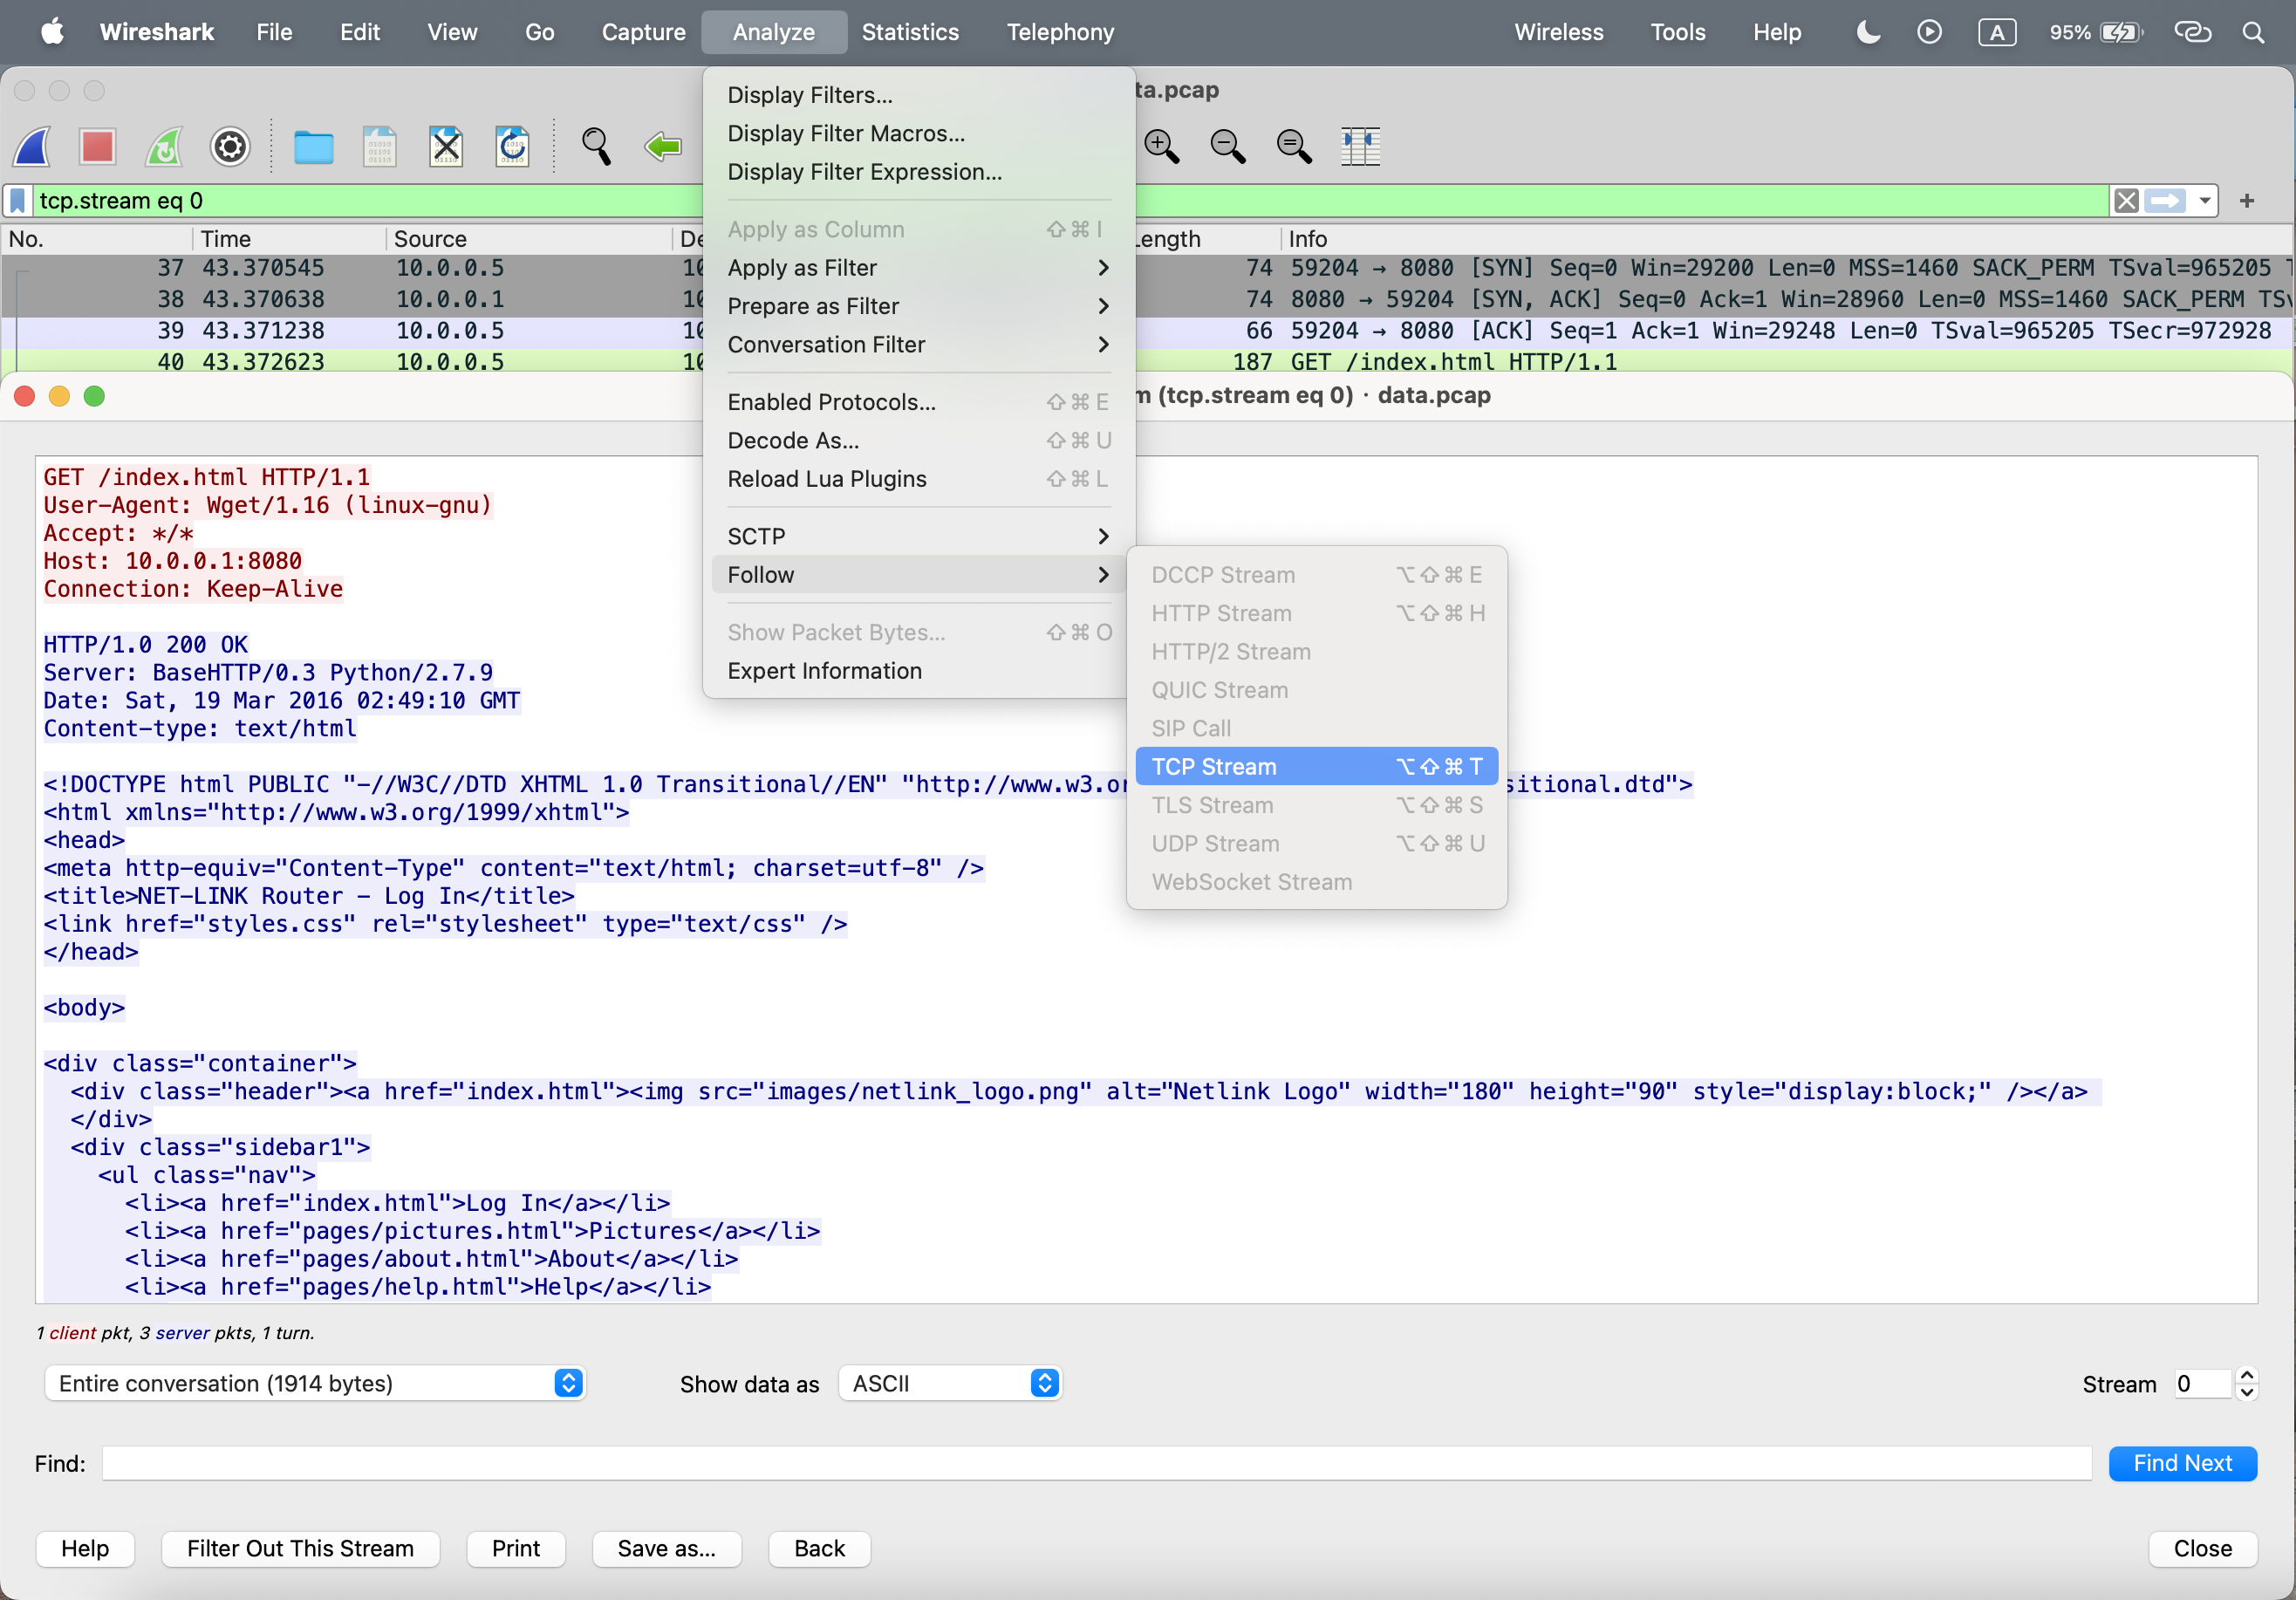 Wireshark File Edit View Go Capture Analyze Statistics Telephony Wireless Tools Help A 95%
ta.pcap
tcp.stream eq 0
No. Time Source De Length Info
37 43.370545 10.0.0.5 10 74 59204 → 8080 [SYN] Seq=0 Win=29200 Len=0 MSS=1460 SACK_PERM TSval=965205
38 43.370638 10.0.0.1 10 74 8080 → 59204 [SYN, ACK] Seq=0 Ack=1 Win=28960 Len=0 MSS=1460 SACK_PERM TSv
39 43.371238 10.0.0.5 10 66 59204 → 8080 [ACK] Seq=1 Ack=1 Win=29248 Len=0 TSval=965205 TSecr=972928
40 43.372623 10.0.0.5 187 GET /index.html HTTP/1.1
Display Filters...
Display Filter Macros...
Display Filter Expression...
Apply as Column ⇧⌘I
Apply as Filter
Prepare as Filter
Conversation Filter
Enabled Protocols... ⇧⌘E
Decode As... ⇧⌘U
Reload Lua Plugins ⇧⌘L
SCTP
Follow
Show Packet Bytes... ⇧⌘O
Expert Information
DCCP Stream ⌥⇧⌘E
HTTP Stream ⌥⇧⌘H
HTTP/2 Stream
QUIC Stream
SIP Call
TCP Stream ⌥⇧⌘T
TLS Stream ⌥⇧⌘S
UDP Stream ⌥⇧⌘U
WebSocket Stream
m (tcp.stream eq 0) · data.pcap
GET /index.html HTTP/1.1
User-Agent: Wget/1.16 (linux-gnu)
Accept: */*
Host: 10.0.0.1:8080
Connection: Keep-Alive
HTTP/1.0 200 OK
Server: BaseHTTP/0.3 Python/2.7.9
Date: Sat, 19 Mar 2016 02:49:10 GMT
Content-type: text/html
<!DOCTYPE html PUBLIC "-//W3C//DTD XHTML 1.0 Transitional//EN" "http://www.w3.or sitional.dtd">
<html xmlns="http://www.w3.org/1999/xhtml">
<head>
<meta http-equiv="Content-Type" content="text/html; charset=utf-8" />
<title>NET-LINK Router - Log In</title>
<link href="styles.css" rel="stylesheet" type="text/css" />
</head>
<body>
<div class="container">
<div class="header"><a href="index.html"><img src="images/netlink_logo.png" alt="Netlink Logo" width="180" height="90" style="display:block;" /></a>
</div>
<div class="sidebar1">
<ul class="nav">
<li><a href="index.html">Log In</a></li>
<li><a href="pages/pictures.html">Pictures</a></li>
<li><a href="pages/about.html">About</a></li>
<li><a href="pages/help.html">Help</a></li>
1 client pkt, 3 server pkts, 1 turn.
Entire conversation (1914 bytes) Show data as ASCII Stream 0
Find: Find Next
Help Filter Out This Stream Print Save as... Back Close